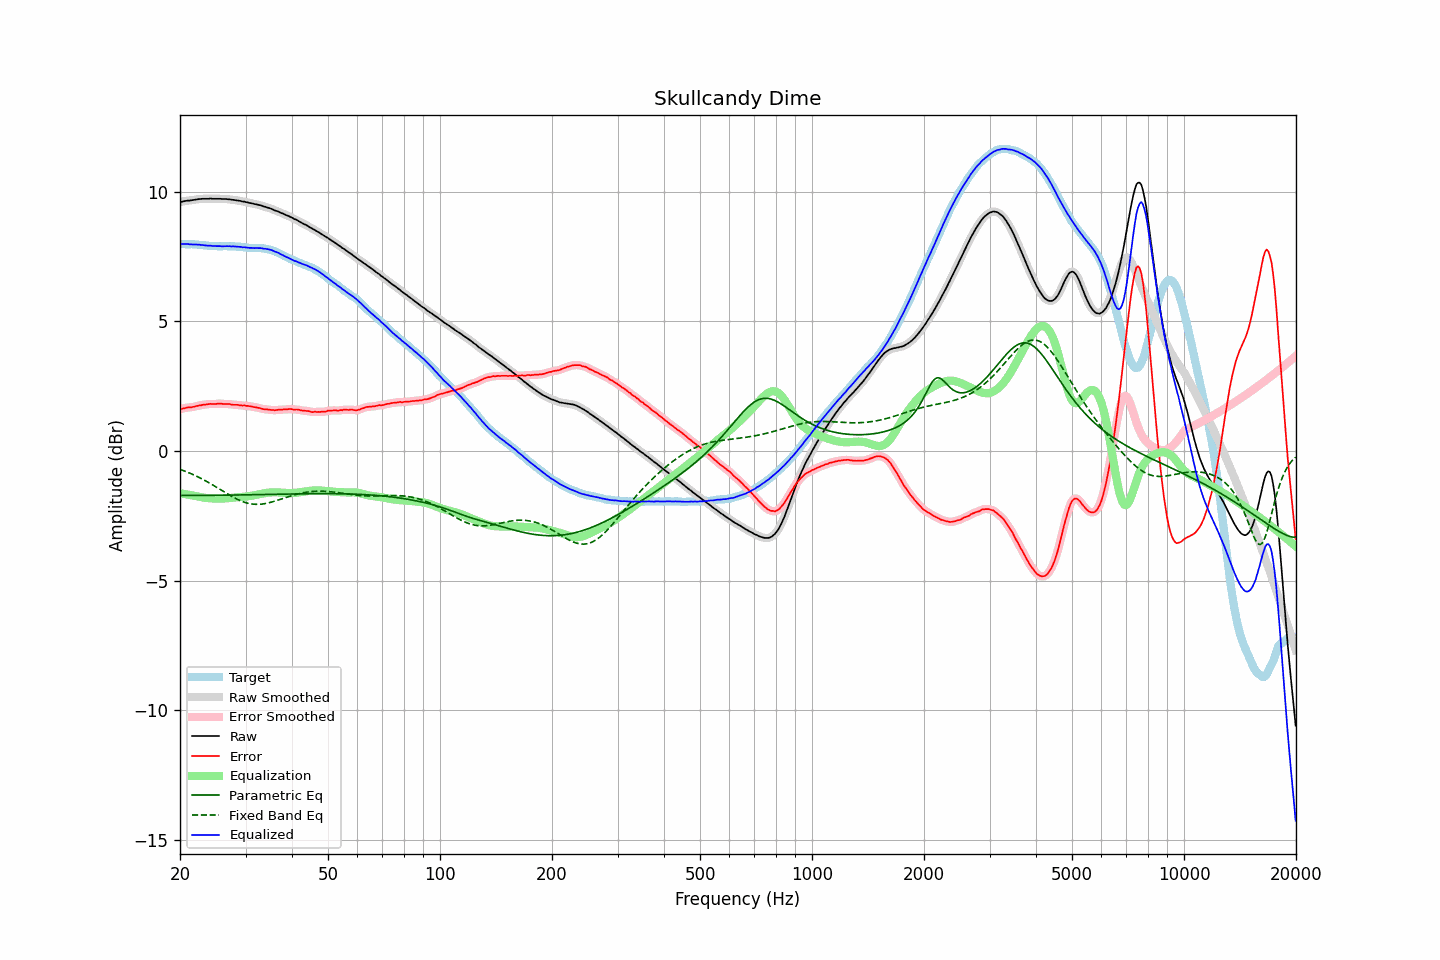 Skullcandy Dime
Amplitude (dBr)
10
5
0
−5
−10
−15
Target
Raw Smoothed
Error Smoothed
Raw
Error
Equalization
Parametric Eq
Fixed Band Eq
Equalized
20 50 100 200 500 1000 2000 5000 10000 20000
Frequency (Hz)